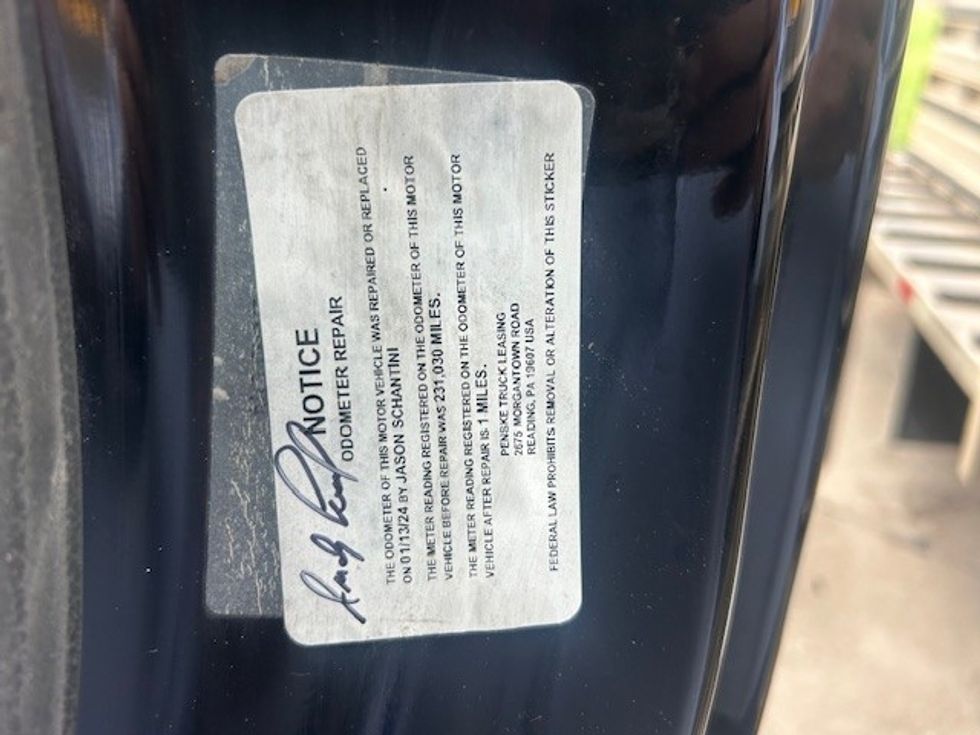 NOTICE
ODOMETER REPAIR
THE ODOMETER OF THIS MOTOR VEHICLE WAS REPAIRED OR REPLACED
ON 01/13/24 BY JASON SCHANTINI
THE METER READING REGISTERED ON THE ODOMETER OF THIS MOTOR
VEHICLE BEFORE REPAIR WAS 231,030 MILES.
THE METER READING REGISTERED ON THE ODOMETER OF THIS MOTOR
VEHICLE AFTER REPAIR IS 1 MILES.
PENSKE TRUCK LEASING
2675 MORGANTOWN ROAD
READING, PA 19607 USA
FEDERAL LAW PROHIBITS REMOVAL OR ALTERATION OF THIS STICKER